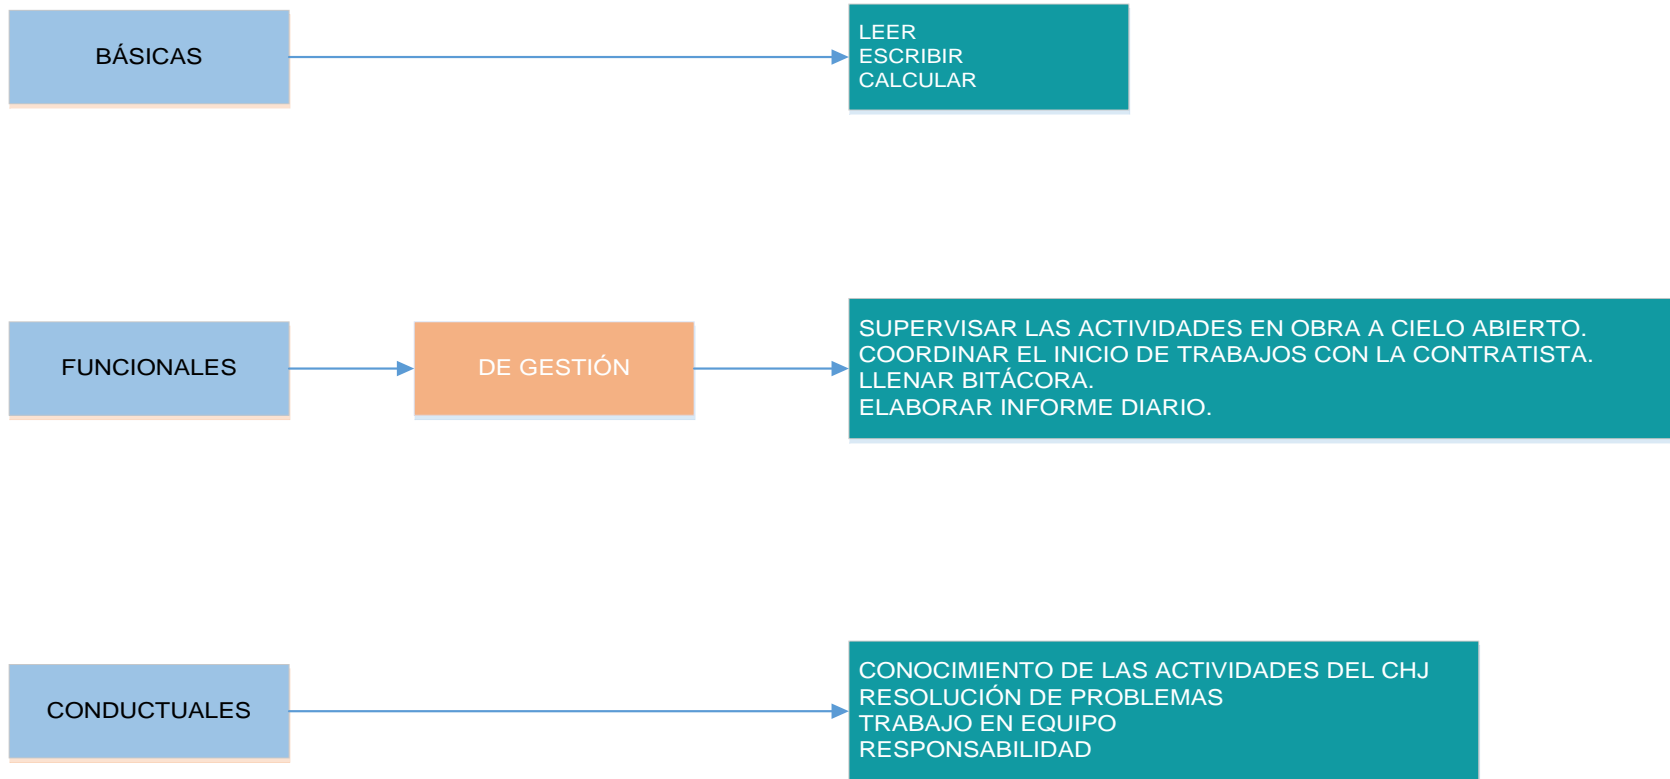 BÁSICAS
LEER
ESCRIBIR
CALCULAR
FUNCIONALES
DE GESTIÓN
SUPERVISAR LAS ACTIVIDADES EN OBRA A CIELO ABIERTO.
COORDINAR EL INICIO DE TRABAJOS CON LA CONTRATISTA.
LLENAR BITÁCORA.
ELABORAR INFORME DIARIO.
CONDUCTUALES
CONOCIMIENTO DE LAS ACTIVIDADES DEL CHJ
RESOLUCIÓN DE PROBLEMAS
TRABAJO EN EQUIPO
RESPONSABILIDAD